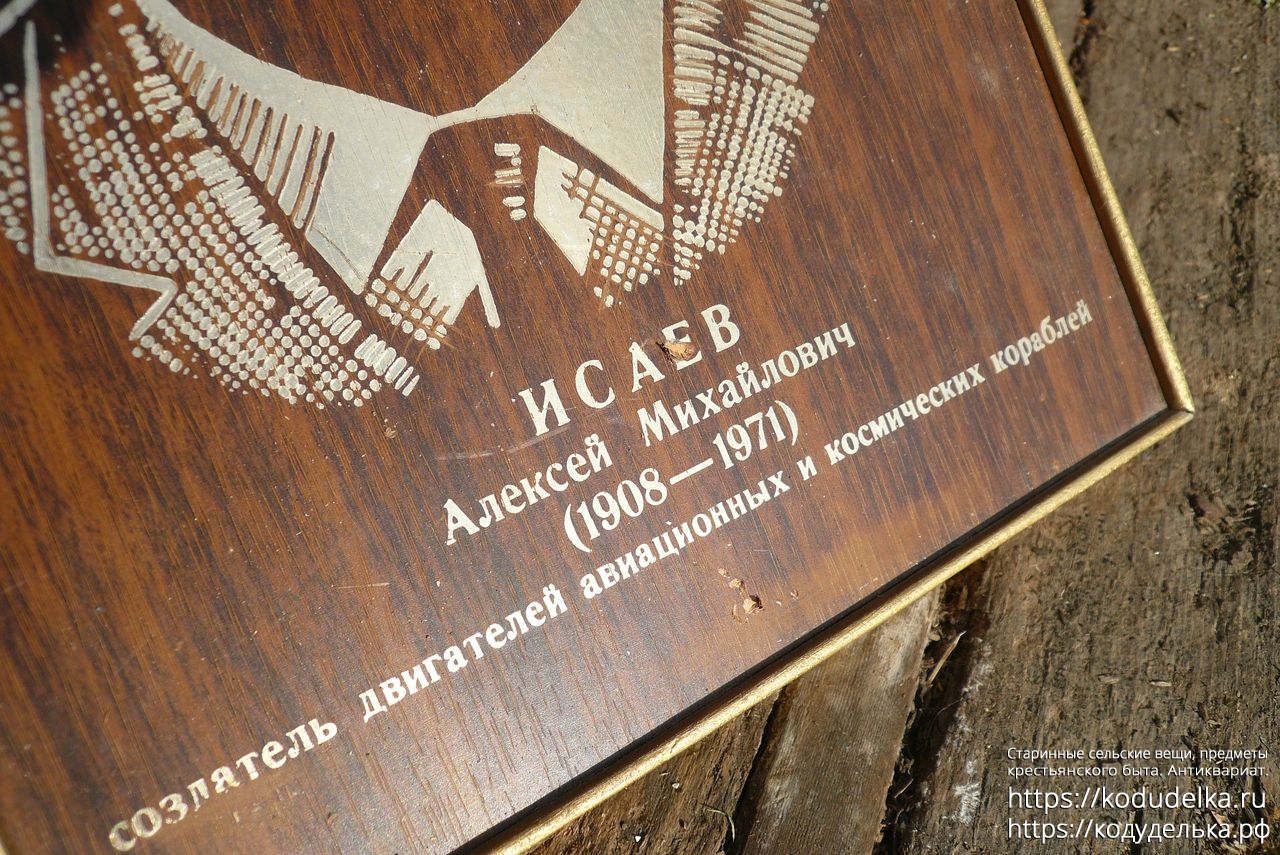 ИСАЕВ
Алексей Михайлович
(1908—1971)
создатель двигателей авиационных и космических кораблей
Старинные сельские вещи, предметы
крестьянского быта. Антиквариат.
https://kodudelka.ru
https://кодуделька.рф